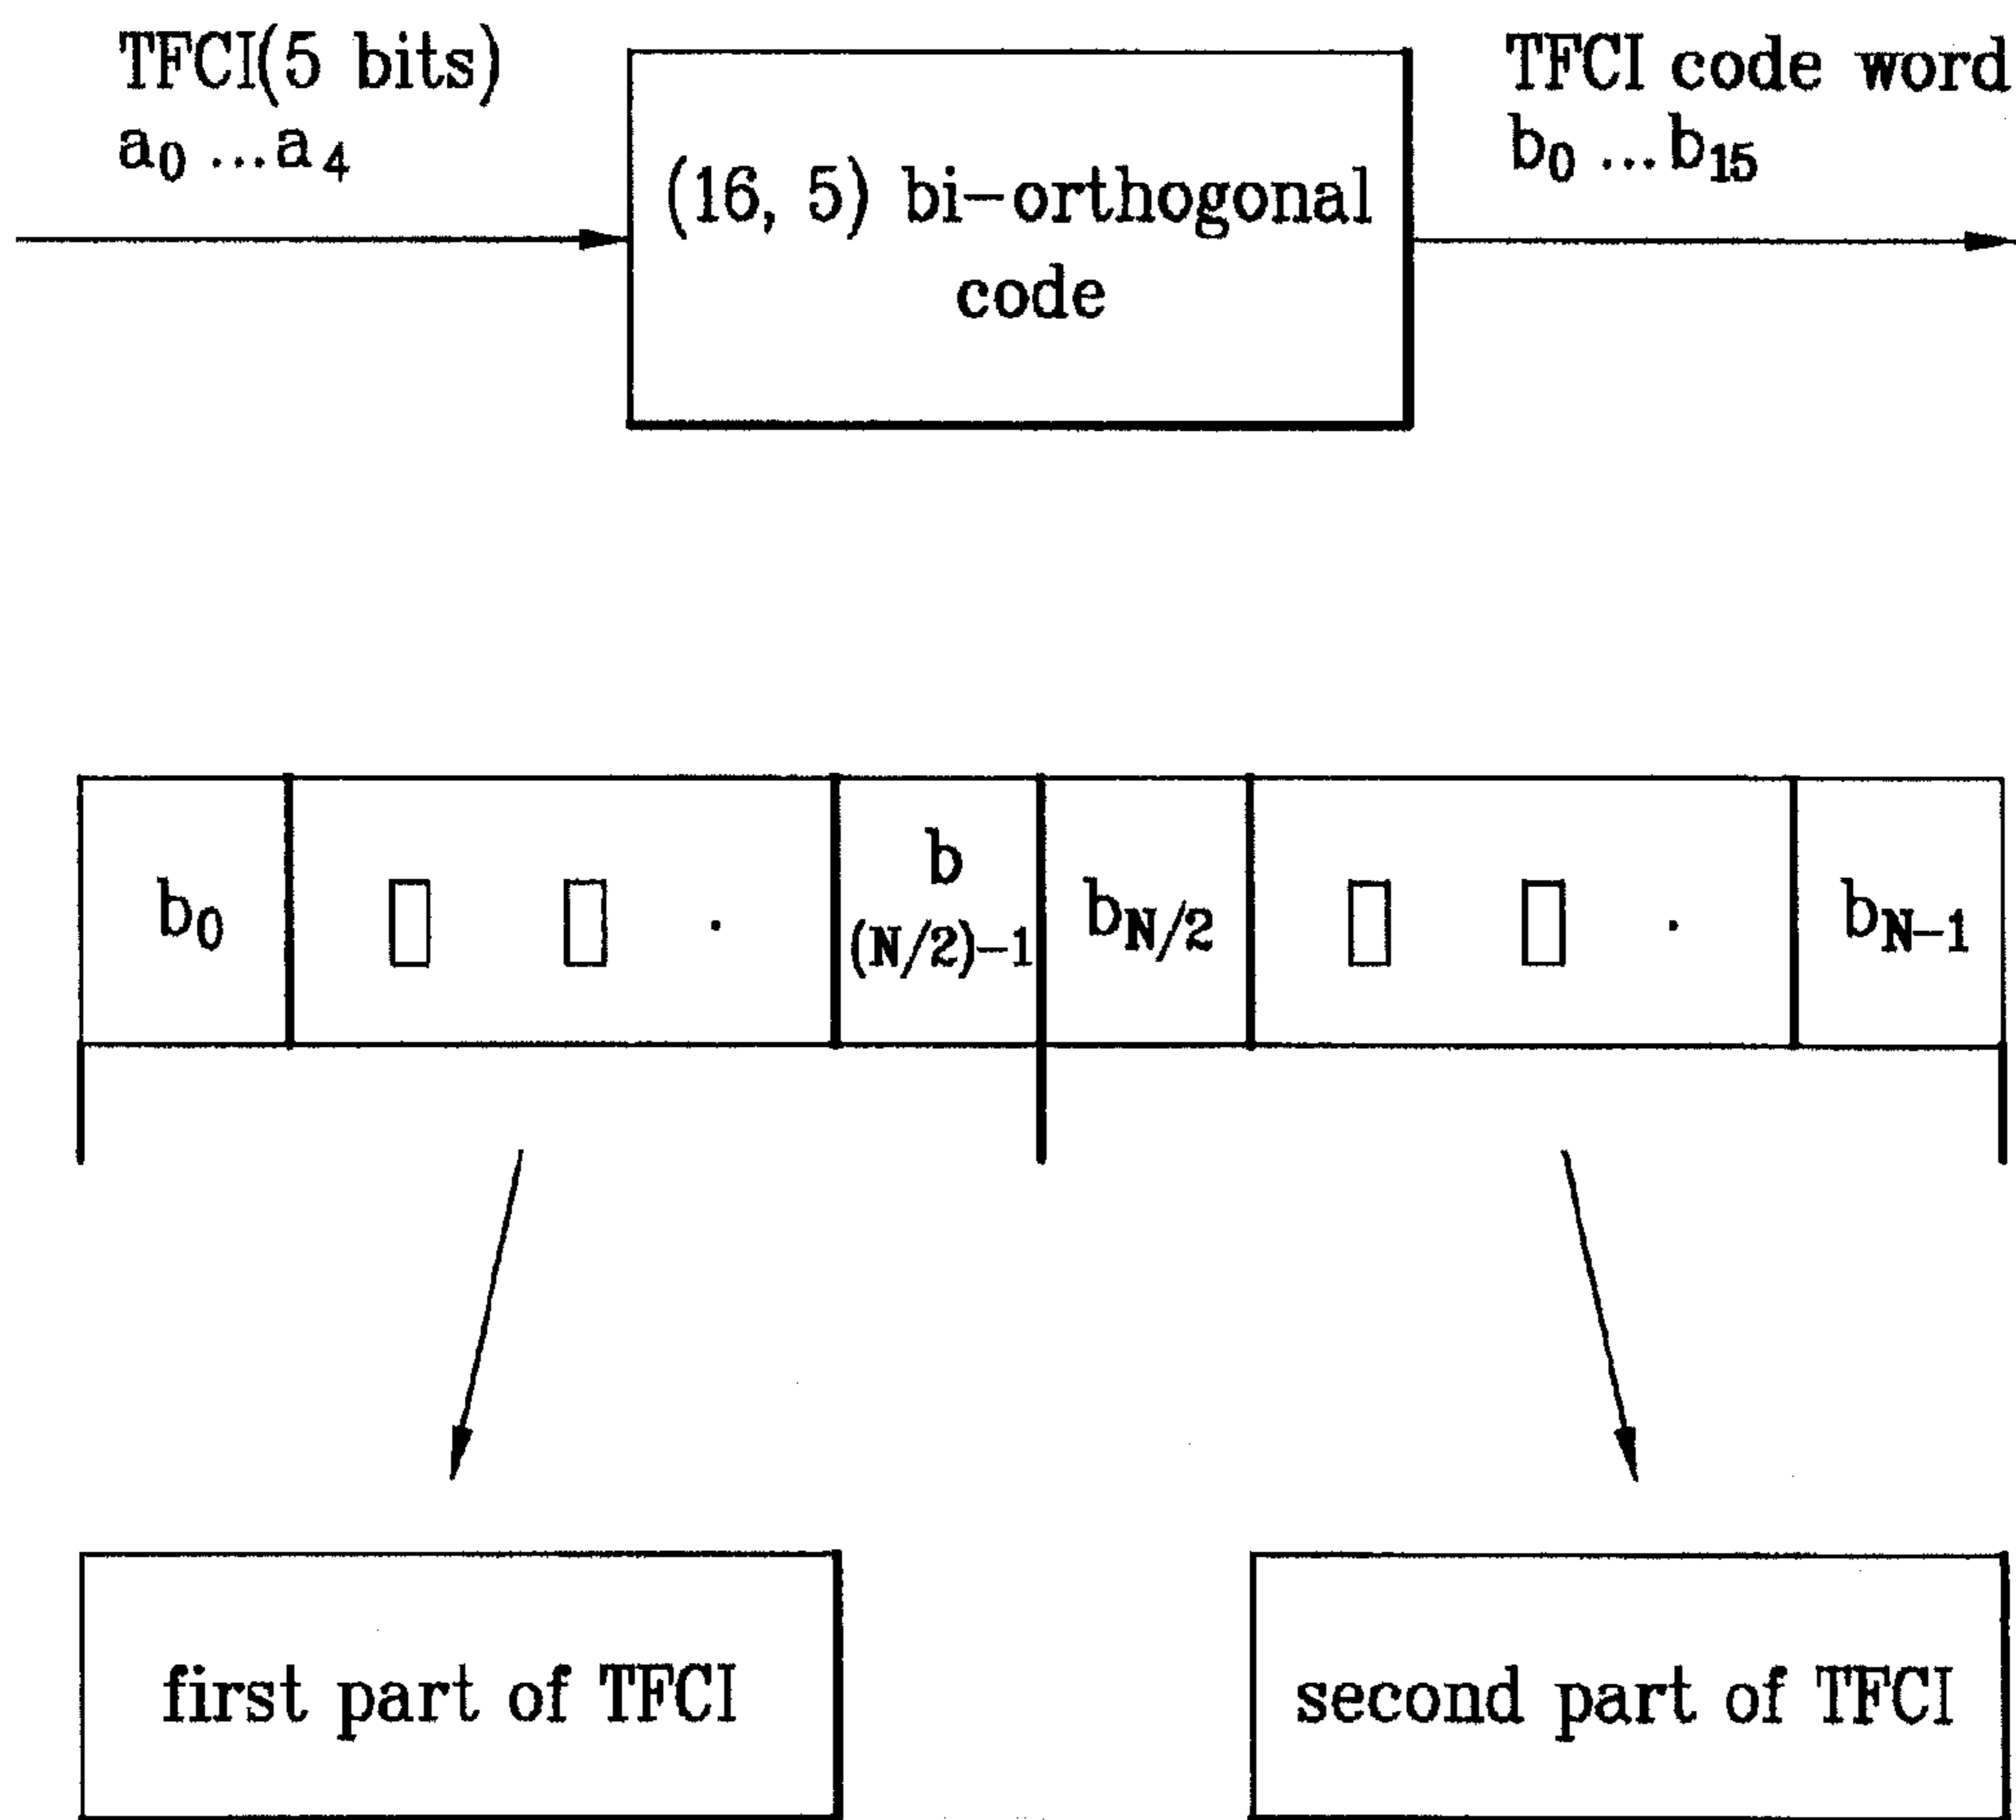 TFCI(5 bits)
a0 ...a4
(16, 5) bi-orthogonal
code
TFCI code word
b0 ...b15
b0 ▯ ▯ . b(N/2)-1 bN/2 ▯ ▯ . bN-1
first part of TFCI
second part of TFCI